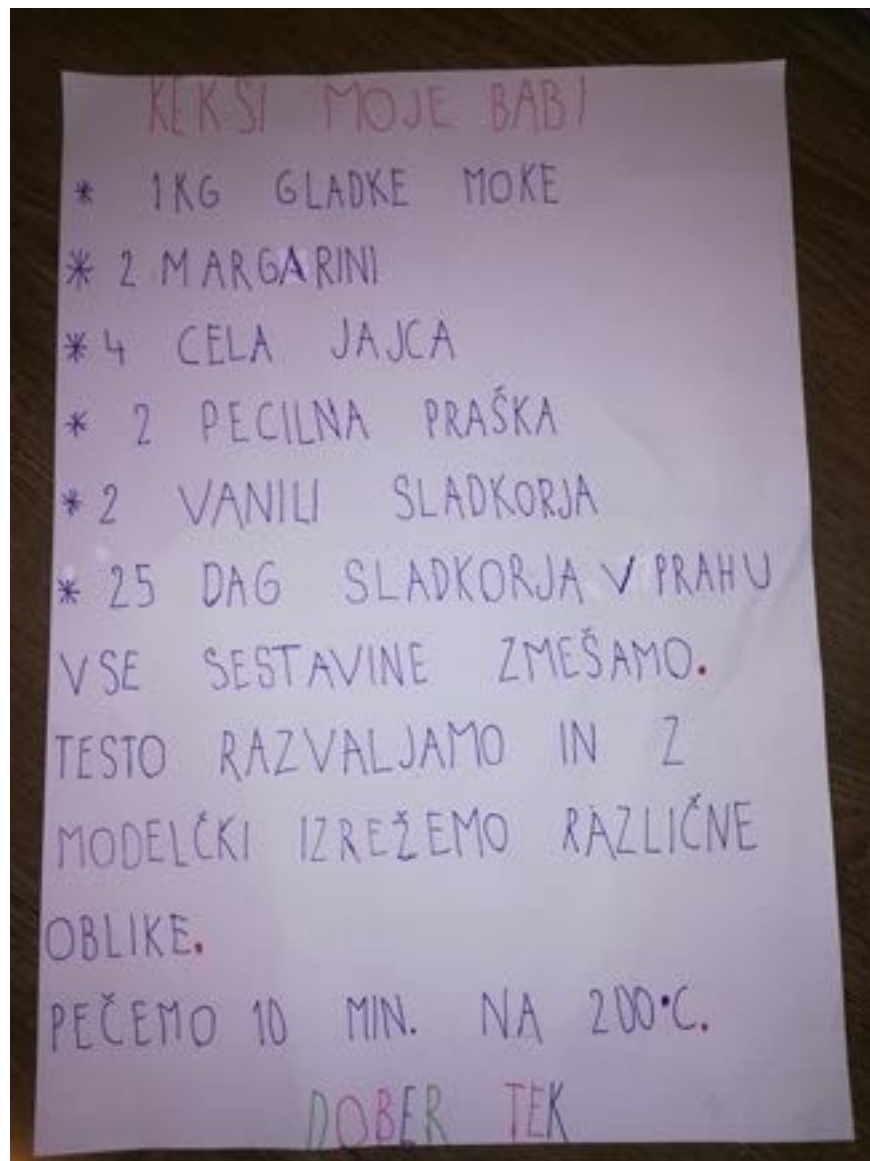 KEKSI MOJE BABI
* 1KG GLADKE MOKE
* 2 MARGARINI
* 4 CELA JAJCA
* 2 PECILNA PRAŠKA
* 2 VANILI SLADKORJA
* 25 DAG SLADKORJA V PRAHU
VSE SESTAVINE ZMEŠAMO.
TESTO RAZVALJAMO IN Z
MODELČKI IZREŽEMO RAZLIČNE
OBLIKE.
PEČEMO 10 MIN. NA 200°C.
DOBER TEK